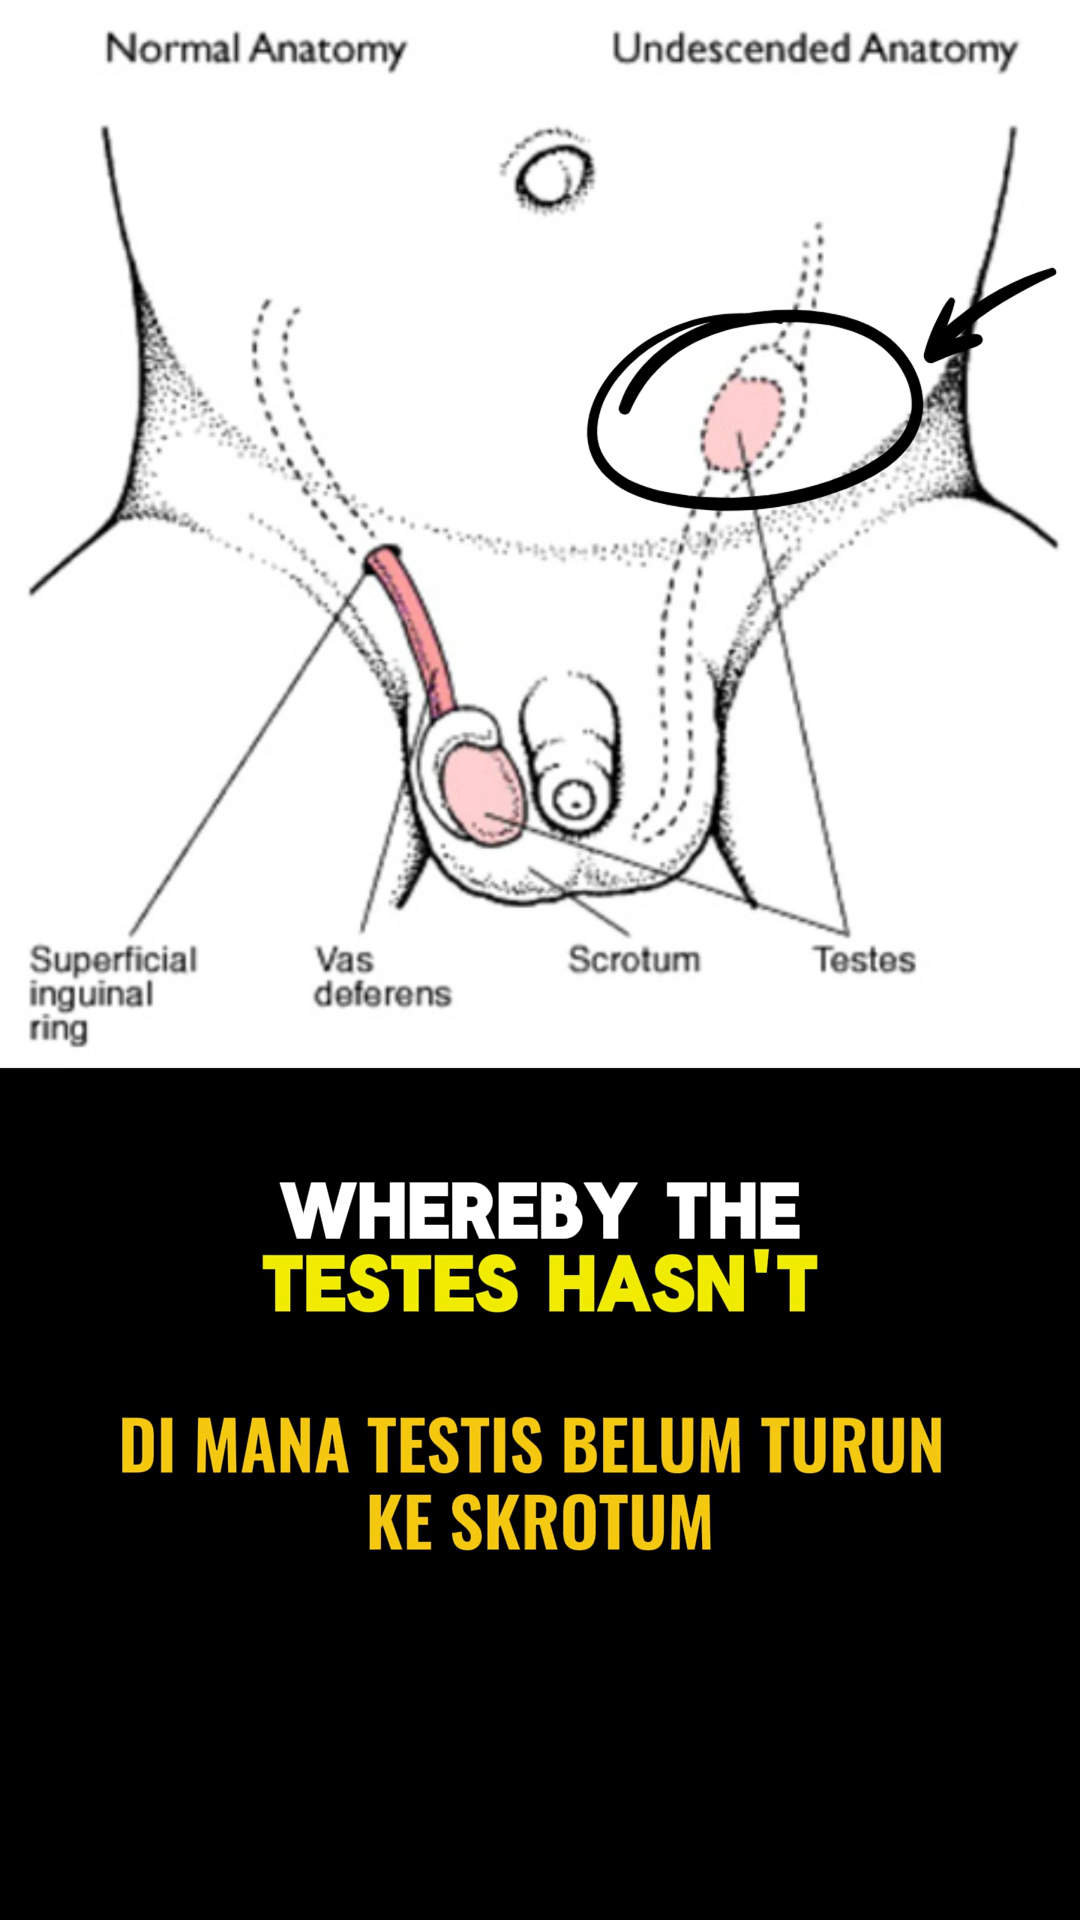 Normal Anatomy
Undescended Anatomy
Superficial
inguinal
ring
Vas
deferens
Scrotum
Testes
WHEREBY THE
TESTES HASN'T
DI MANA TESTIS BELUM TURUN
KE SKROTUM